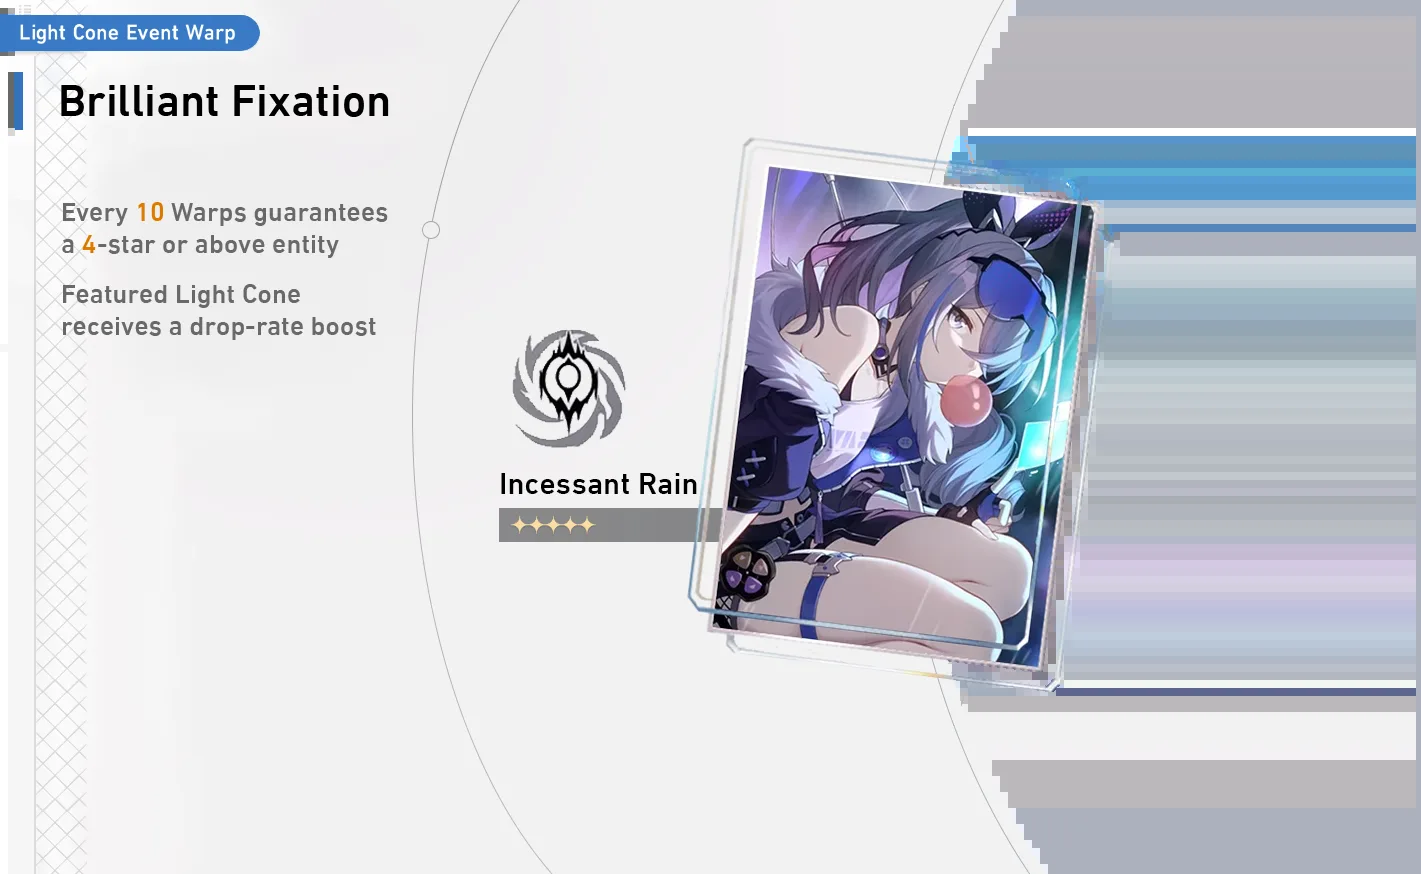 Light Cone Event Warp
Brilliant Fixation
Every 10 Warps guarantees
a 4-star or above entity
Featured Light Cone
receives a drop-rate boost
Incessant Rain